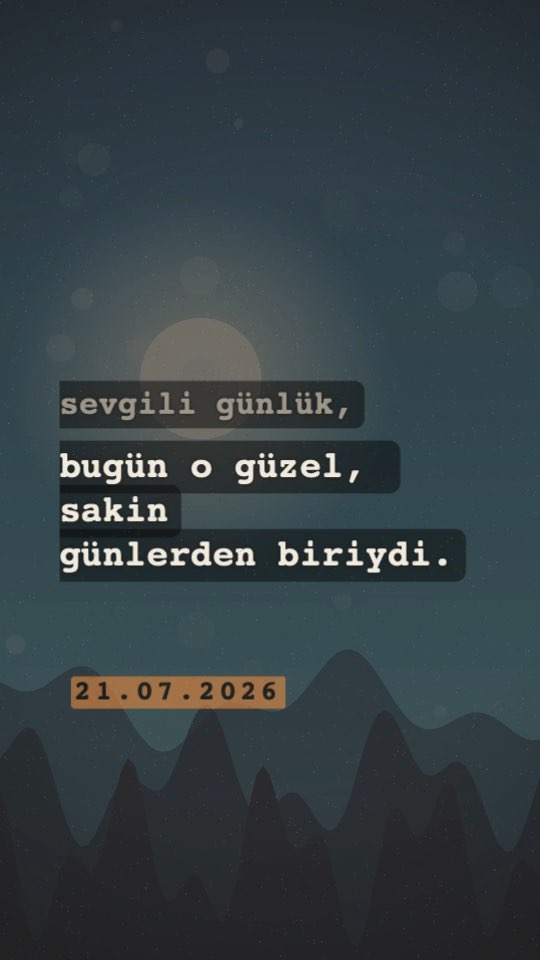 sevgili günlük,
bugün o güzel,
sakin
günlerden biriydi.
21.07.2026